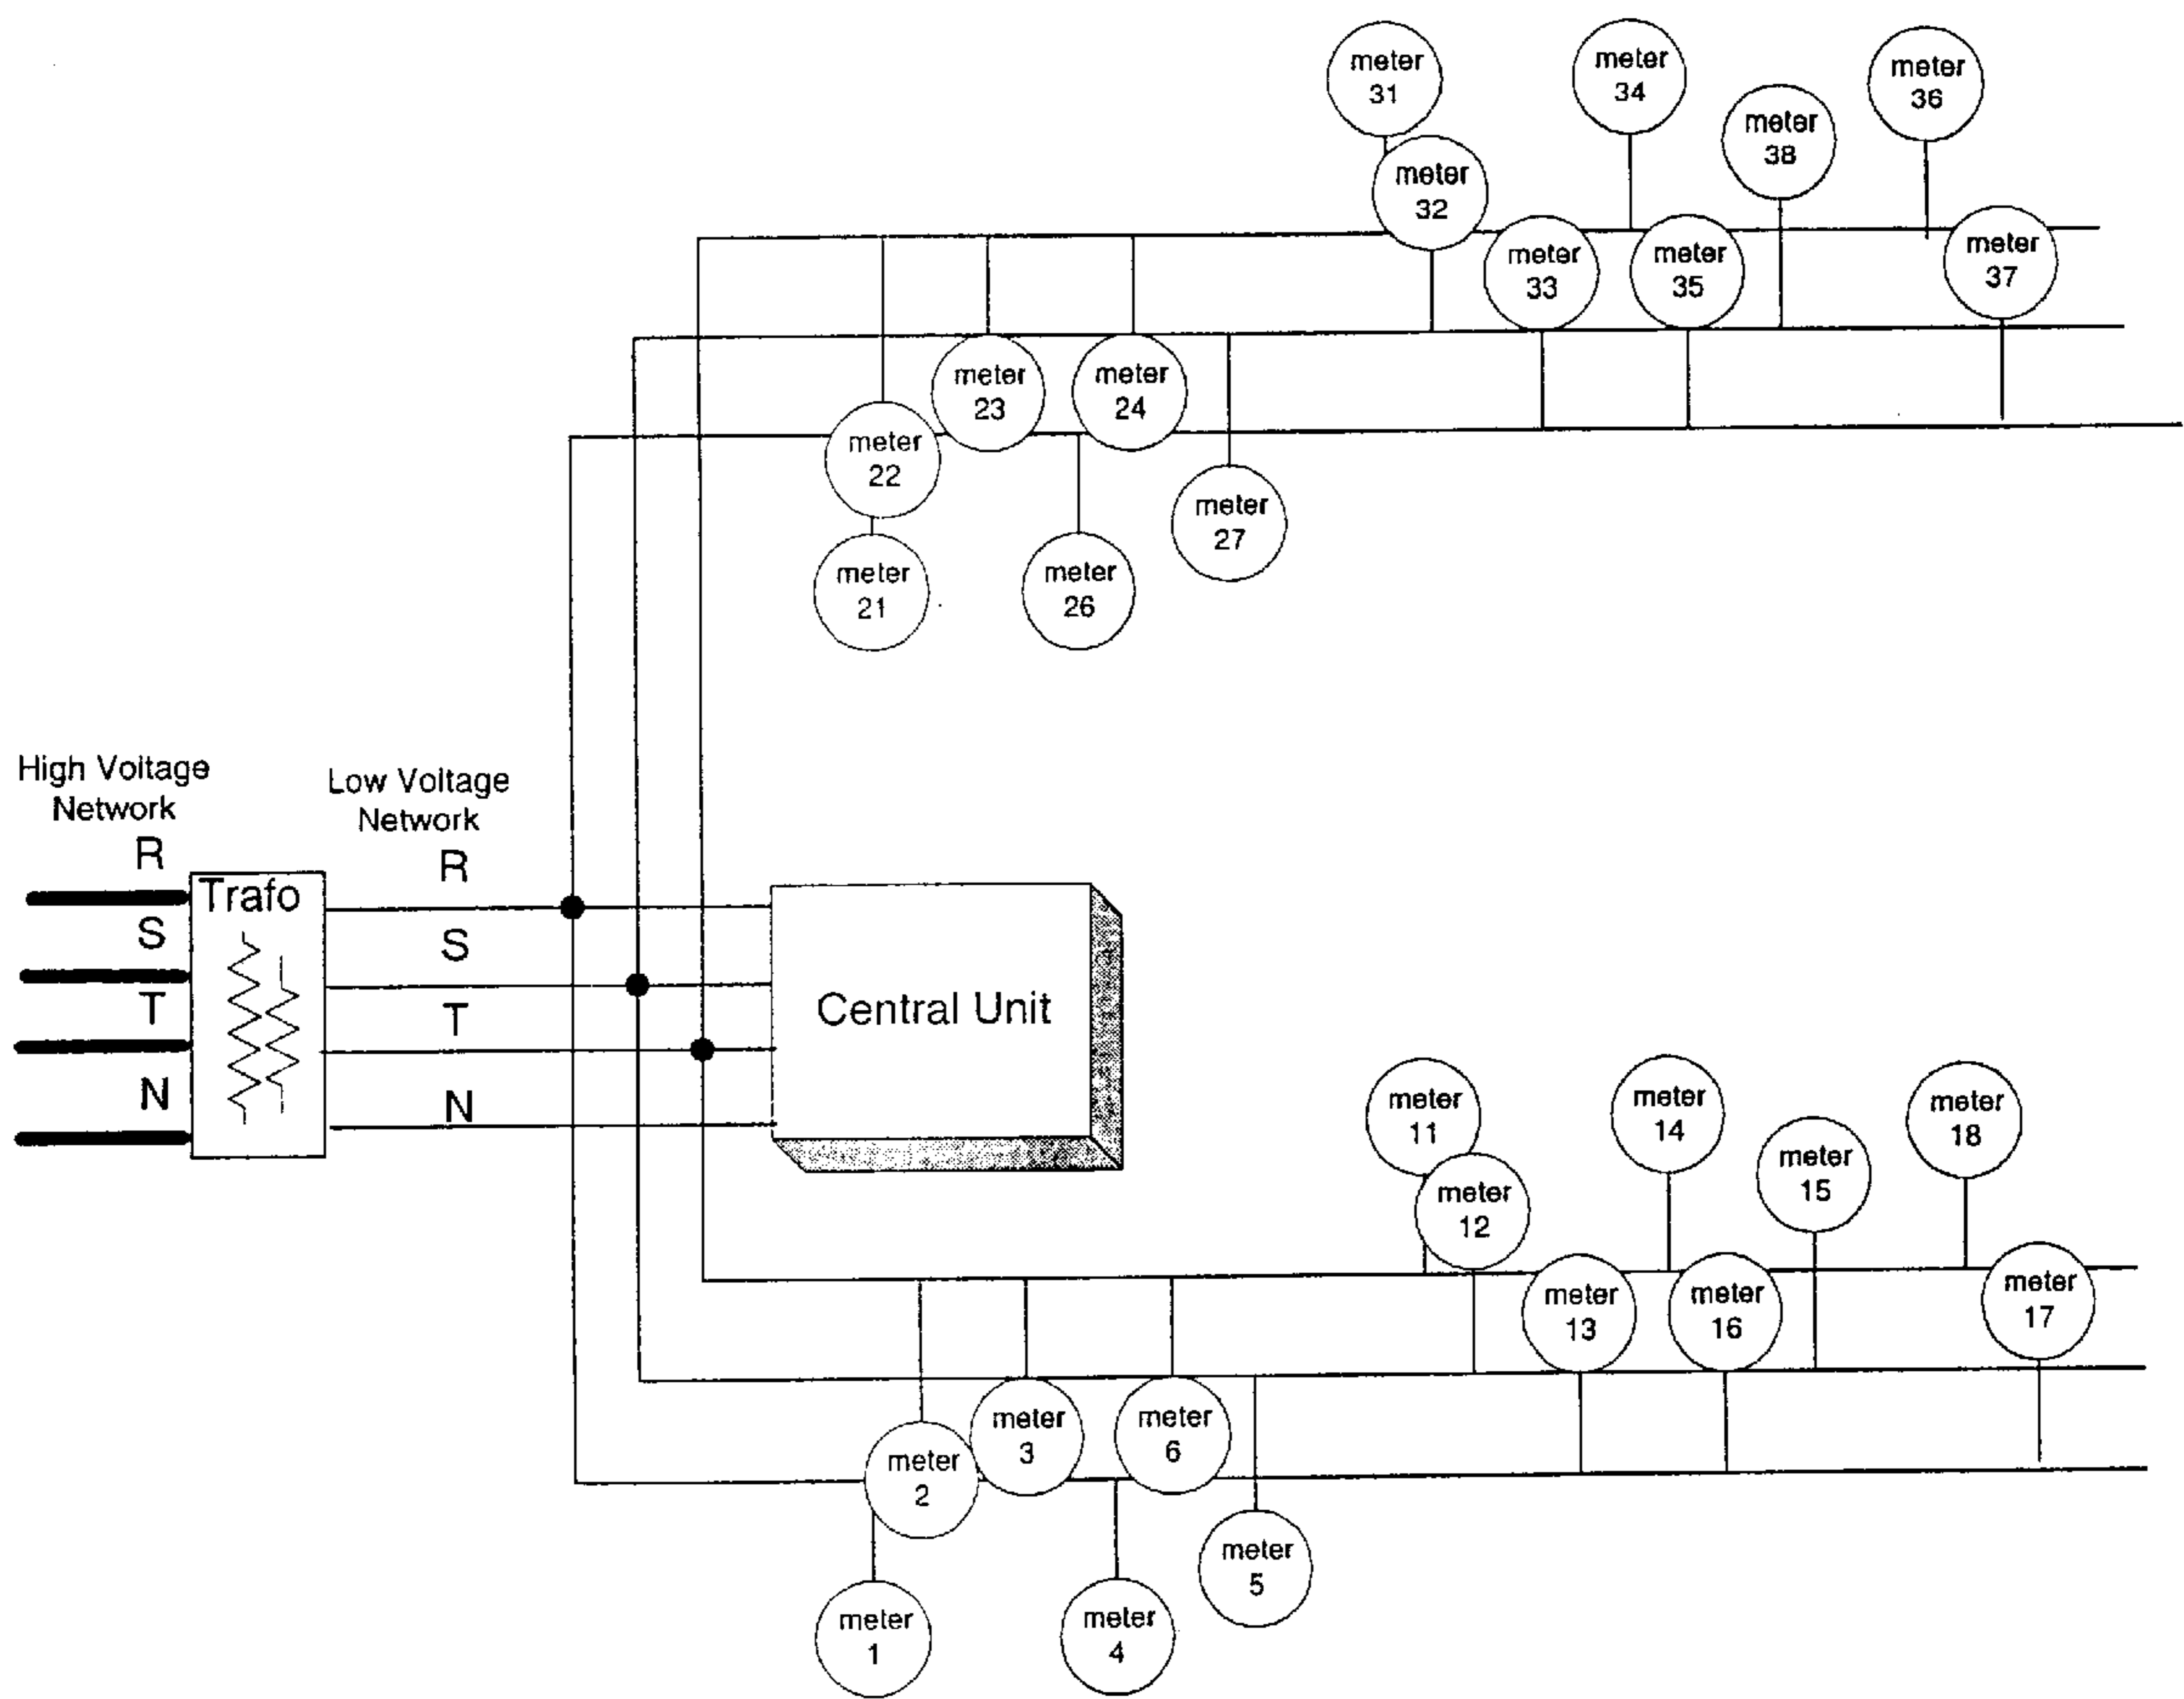 meter
31
meter
34
meter
36
meter
38
meter
32
meter
33
meter
35
meter
37
meter
23
meter
24
meter
22
meter
27
meter
21
meter
26
High Voltage
Network
Low Voltage
Network
R
R
Trafo
S
S
T
T
N
N
Central Unit
meter
11
meter
14
meter
18
meter
15
meter
12
meter
13
meter
16
meter
17
meter
3
meter
6
meter
2
meter
5
meter
1
meter
4